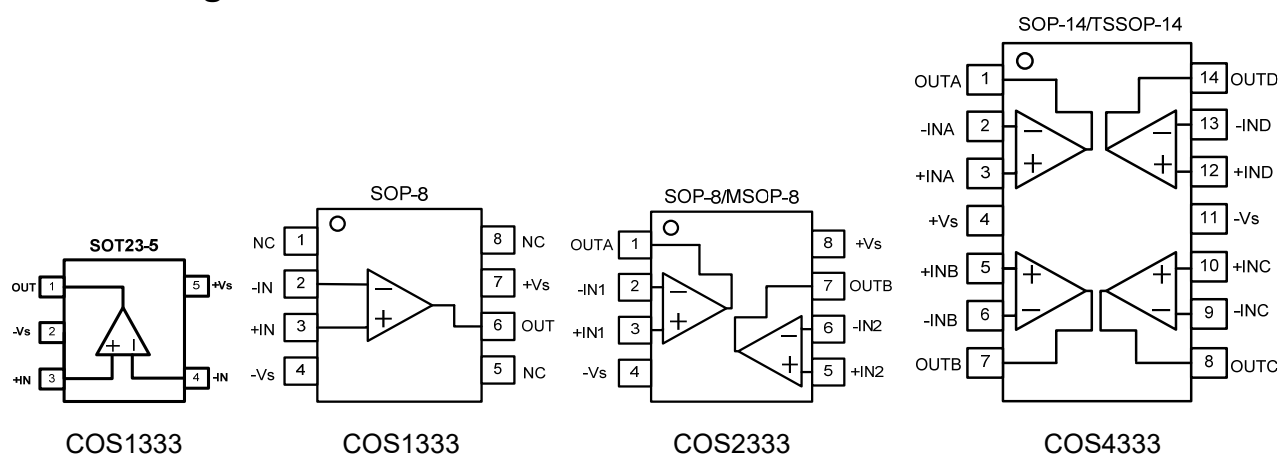 SOT23-5
OUT 1 5 +Vs
-Vs 2
+IN 3 4 -IN
COS1333
SOP-8
NC 1 8 NC
-IN 2 7 +Vs
+IN 3 6 OUT
-Vs 4 5 NC
COS1333
SOP-8/MSOP-8
OUTA 1 8 +Vs
-IN1 2 7 OUTB
+IN1 3 6 -IN2
-Vs 4 5 +IN2
COS2333
SOP-14/TSSOP-14
OUTA 1 14 OUTD
-INA 2 13 -IND
+INA 3 12 +IND
+Vs 4 11 -Vs
+INB 5 10 +INC
-INB 6 9 -INC
OUTB 7 8 OUTC
COS4333